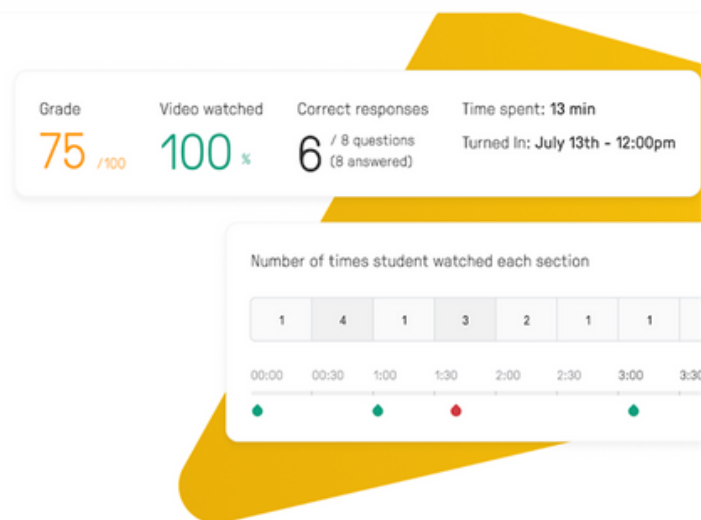 Grade
75 /100
Video watched
100 %
Correct responses
6 / 8 questions
(8 answered)
Time spent: 13 min
Turned In: July 13th - 12:00pm
Number of times student watched each section
1 4 1 3 2 1 1
00:00 00:30 1:00 1:30 2:00 2:30 3:00 3:30